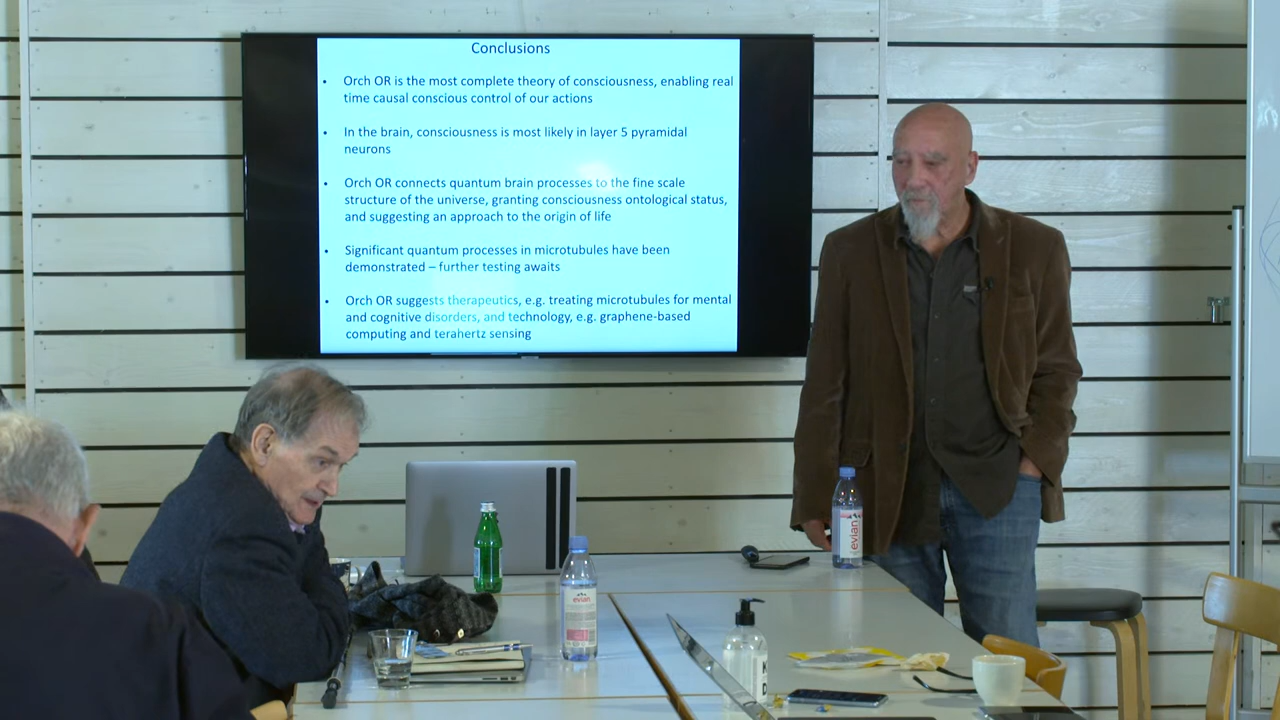 Conclusions
• Orch OR is the most complete theory of consciousness, enabling real
time causal conscious control of our actions
• In the brain, consciousness is most likely in layer 5 pyramidal
neurons
• Orch OR connects quantum brain processes to the fine scale
structure of the universe, granting consciousness ontological status,
and suggesting an approach to the origin of life
• Significant quantum processes in microtubules have been
demonstrated – further testing awaits
• Orch OR suggests therapeutics, e.g. treating microtubules for mental
and cognitive disorders, and technology, e.g. graphene-based
computing and terahertz sensing
evian
evian